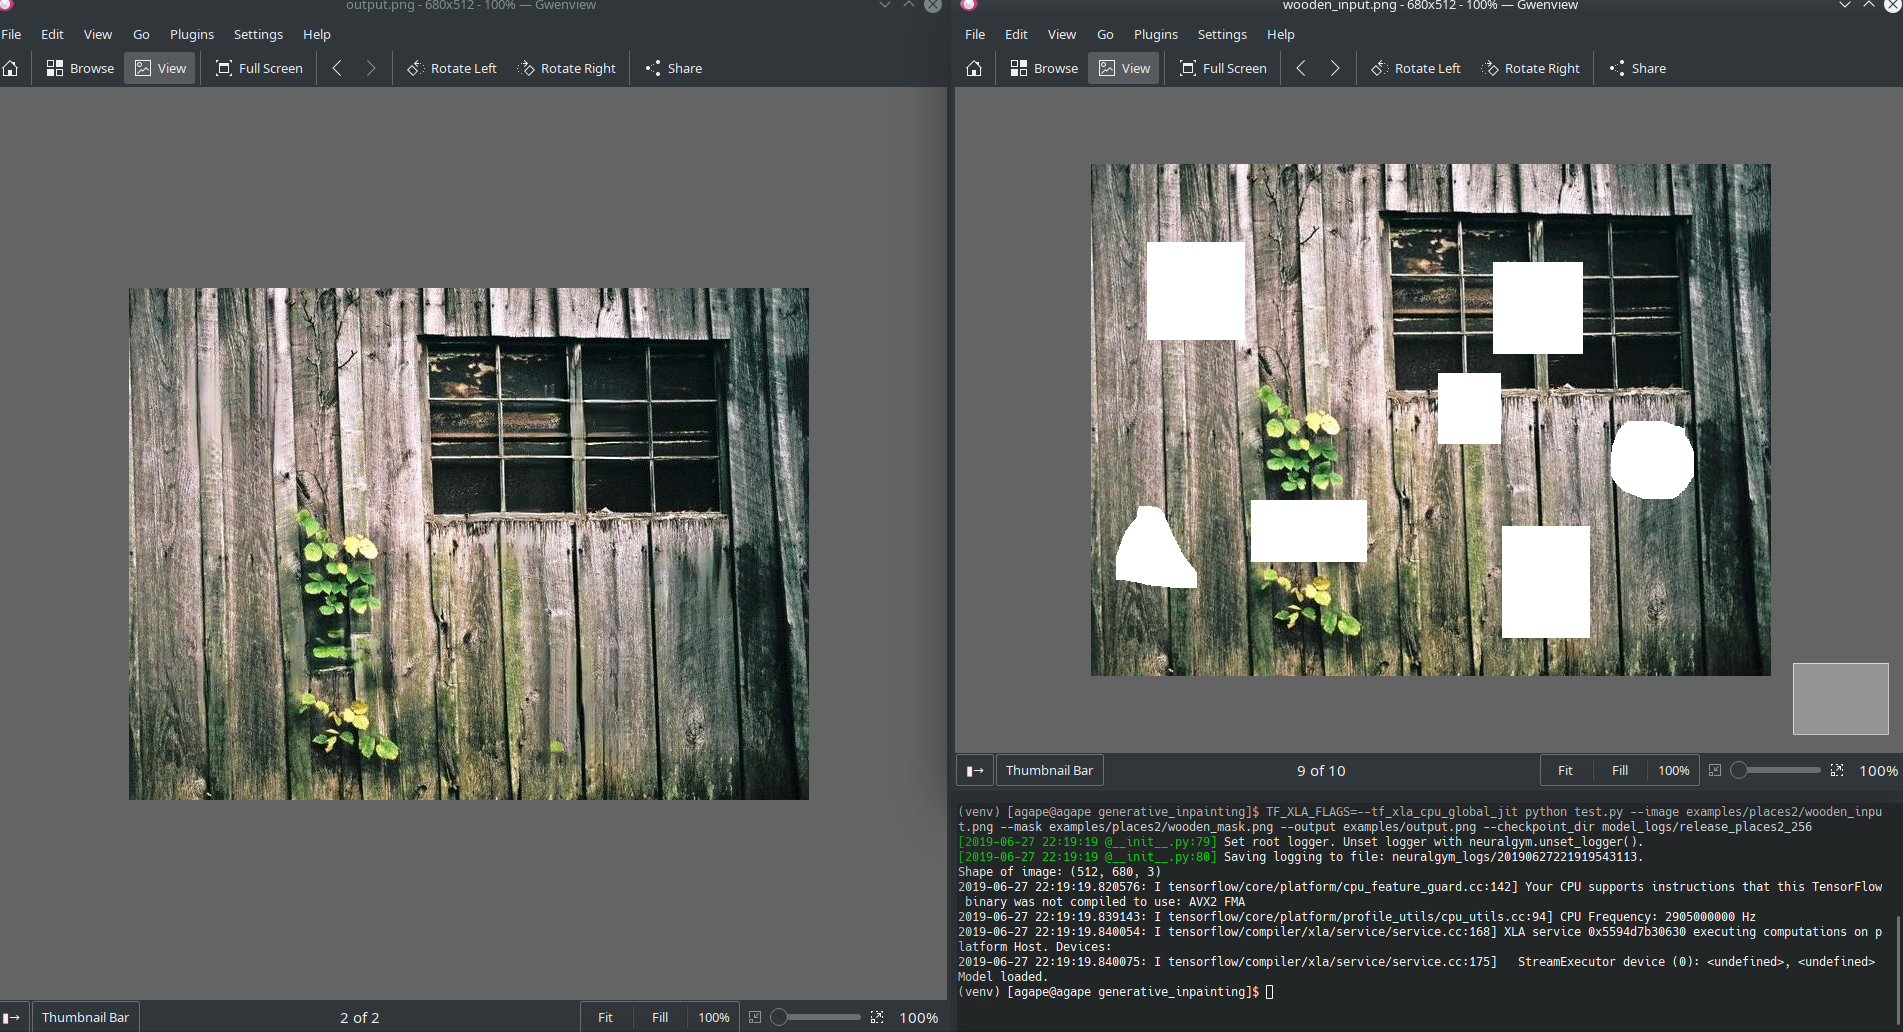 output.png - 680x512 - 100% — Gwenview
File Edit View Go Plugins Settings Help
Browse View Full Screen Rotate Left Rotate Right Share
2 of 2
Thumbnail Bar Fit Fill 100% 100%
wooden_input.png - 680x512 - 100% — Gwenview
File Edit View Go Plugins Settings Help
Browse View Full Screen Rotate Left Rotate Right Share
Thumbnail Bar 9 of 10 Fit Fill 100% 100%
(venv) [agape@agape generative_inpainting]$ TF_XLA_FLAGS=--tf_xla_cpu_global_jit python test.py --image examples/places2/wooden_inpu
t.png --mask examples/places2/wooden_mask.png --output examples/output.png --checkpoint_dir model_logs/release_places2_256
[2019-06-27 22:19:19 @__init__.py:79] Set root logger. Unset logger with neuralgym.unset_logger().
[2019-06-27 22:19:19 @__init__.py:80] Saving logging to file: neuralgym_logs/20190627221919543113.
Shape of image: (512, 680, 3)
2019-06-27 22:19:19.820576: I tensorflow/core/platform/cpu_feature_guard.cc:142] Your CPU supports instructions that this TensorFlow
binary was not compiled to use: AVX2 FMA
2019-06-27 22:19:19.839143: I tensorflow/core/platform/profile_utils/cpu_utils.cc:94] CPU Frequency: 2905000000 Hz
2019-06-27 22:19:19.840054: I tensorflow/compiler/xla/service/service.cc:168] XLA service 0x5594d7b30630 executing computations on p
latform Host. Devices:
2019-06-27 22:19:19.840075: I tensorflow/compiler/xla/service/service.cc:175]   StreamExecutor device (0): <undefined>, <undefined>
Model loaded.
(venv) [agape@agape generative_inpainting]$